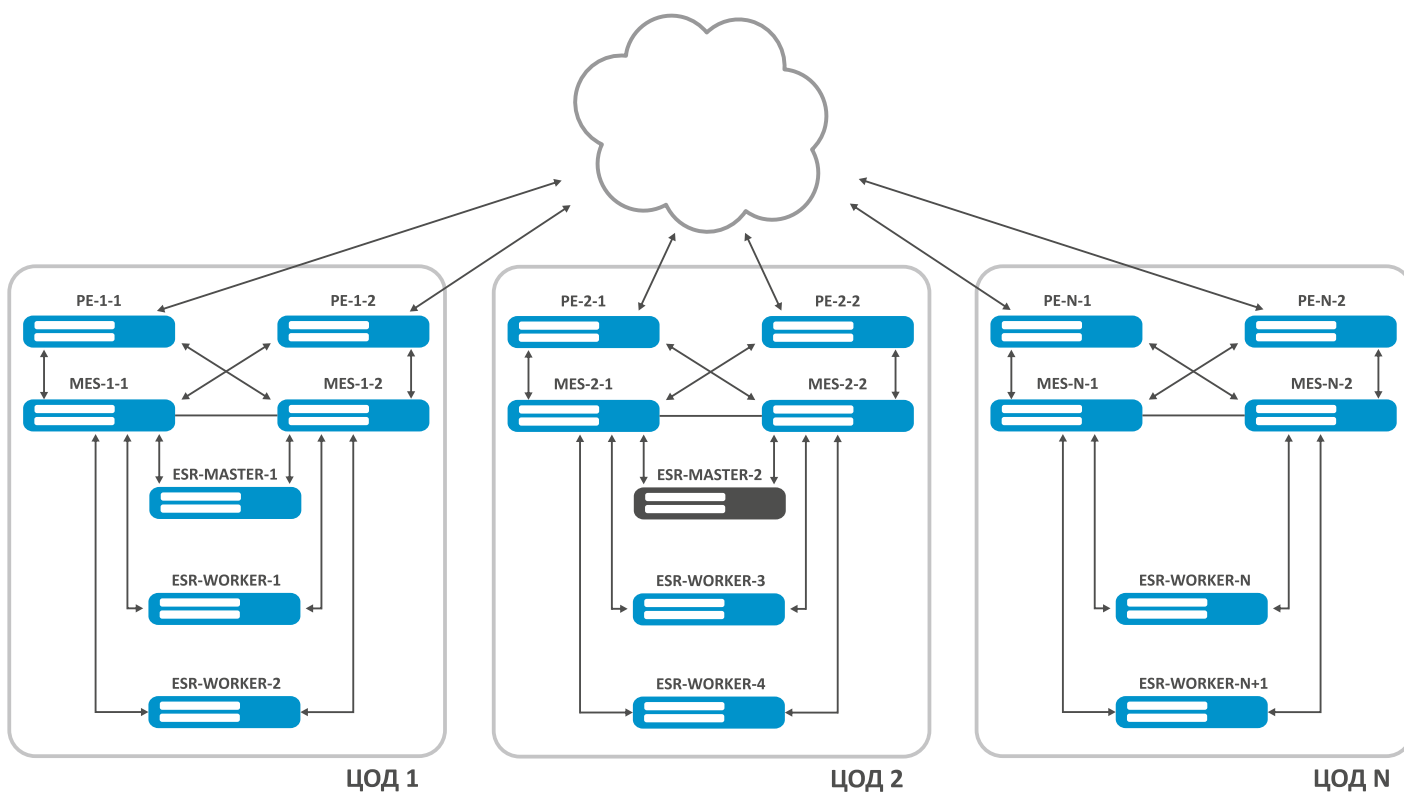 PE-1-1
PE-1-2
PE-2-1
PE-2-2
PE-N-1
PE-N-2
MES-1-1
MES-1-2
MES-2-1
MES-2-2
MES-N-1
MES-N-2
ESR-MASTER-1
ESR-MASTER-2
ESR-WORKER-1
ESR-WORKER-3
ESR-WORKER-N
ESR-WORKER-2
ESR-WORKER-4
ESR-WORKER-N+1
ЦОД 1
ЦОД 2
ЦОД N